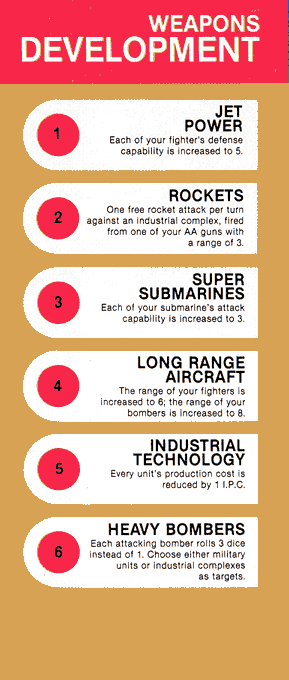 WEAPONS
DEVELOPMENT
1
JET
POWER
Each of your fighter's defense
capability is increased to 5.
2
ROCKETS
One free rocket attack per turn
against an industrial complex, fired
from one of your AA guns with
a range of 3.
3
SUPER
SUBMARINES
Each of your submarine's attack
capability is increased to 3.
4
LONG RANGE
AIRCRAFT
The range of your fighters is
increased to 6; the range of your
bombers is increased to 8.
5
INDUSTRIAL
TECHNOLOGY
Every unit's production cost is
reduced by 1 I.P.C.
6
HEAVY BOMBERS
Each attacking bomber rolls 3 dice
instead of 1. Choose either military
units or industrial complexes
as targets.